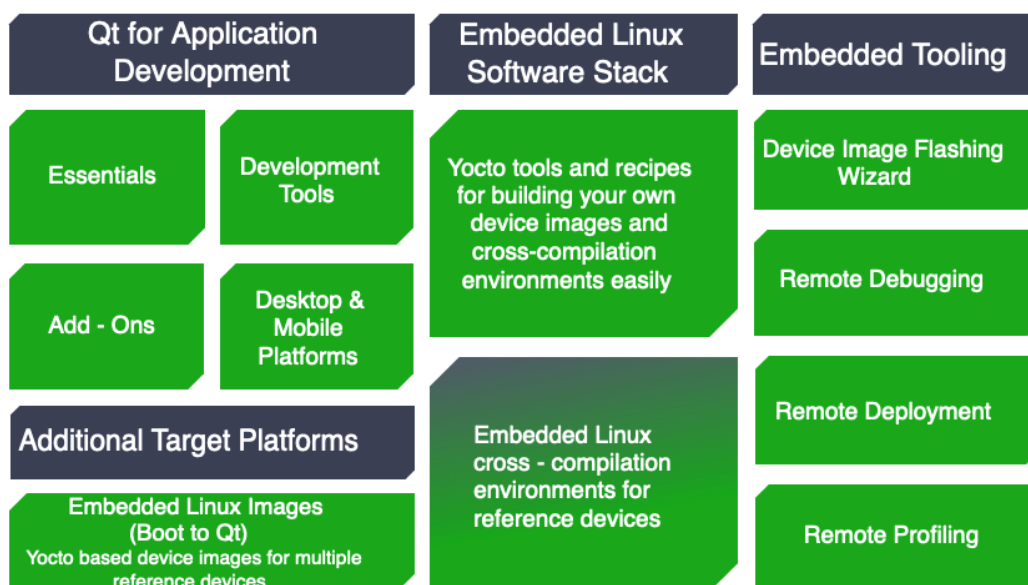 Qt for Application
Development
Essentials
Development
Tools
Add - Ons
Desktop &
Mobile
Platforms
Additional Target Platforms
Embedded Linux Images
(Boot to Qt)
Yocto based device images for multiple
reference devices
Embedded Linux
Software Stack
Yocto tools and recipes
for building your own
device images and
cross-compilation
environments easily
Embedded Linux
cross - compilation
environments for
reference devices
Embedded Tooling
Device Image Flashing
Wizard
Remote Debugging
Remote Deployment
Remote Profiling